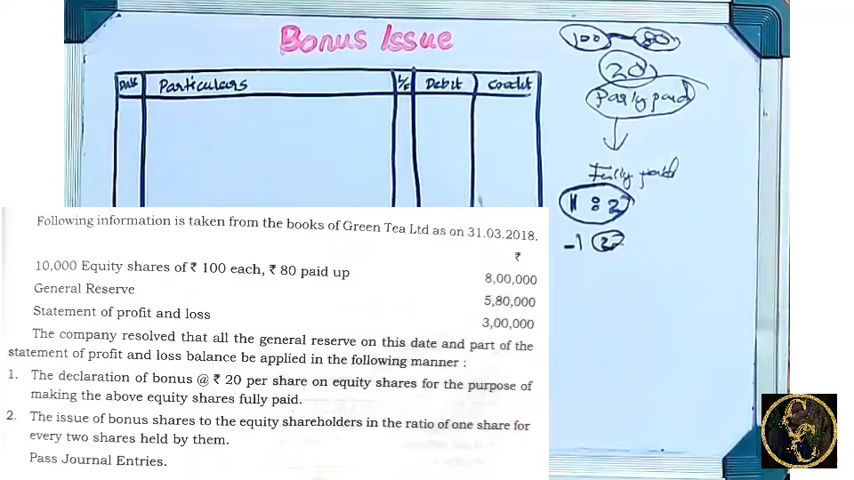 Bonus Issue
Date Particulars L/F Debit Credit
100 - 80
20
Partly paid
Fully paid
1 : 2
Following information is taken from the books of Green Tea Ltd as on 31.03.2018.
₹
10,000 Equity shares of ₹ 100 each, ₹ 80 paid up 8,00,000
General Reserve 5,80,000
Statement of profit and loss 3,00,000
The company resolved that all the general reserve on this date and part of the
statement of profit and loss balance be applied in the following manner :
1. The declaration of bonus @ ₹ 20 per share on equity shares for the purpose of
making the above equity shares fully paid.
2. The issue of bonus shares to the equity shareholders in the ratio of one share for
every two shares held by them.
Pass Journal Entries.